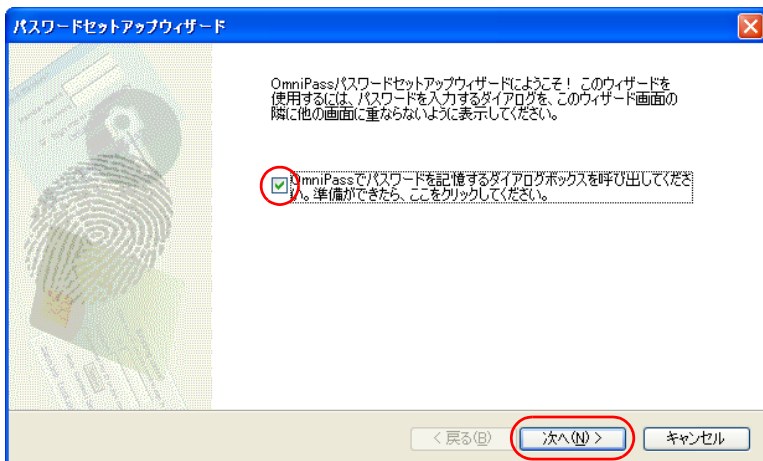 パスワードセットアップウィザード
OmniPassパスワードセットアップウィザードにようこそ！ このウィザードを
使用するには、パスワードを入力するダイアログを、このウィザード画面の
隣に他の画面に重ならないように表示してください。
OmniPassでパスワードを記憶するダイアログボックスを呼び出してくださ
い。準備ができたら、ここをクリックしてください。
< 戻る(B)
次へ(N) >
キャンセル